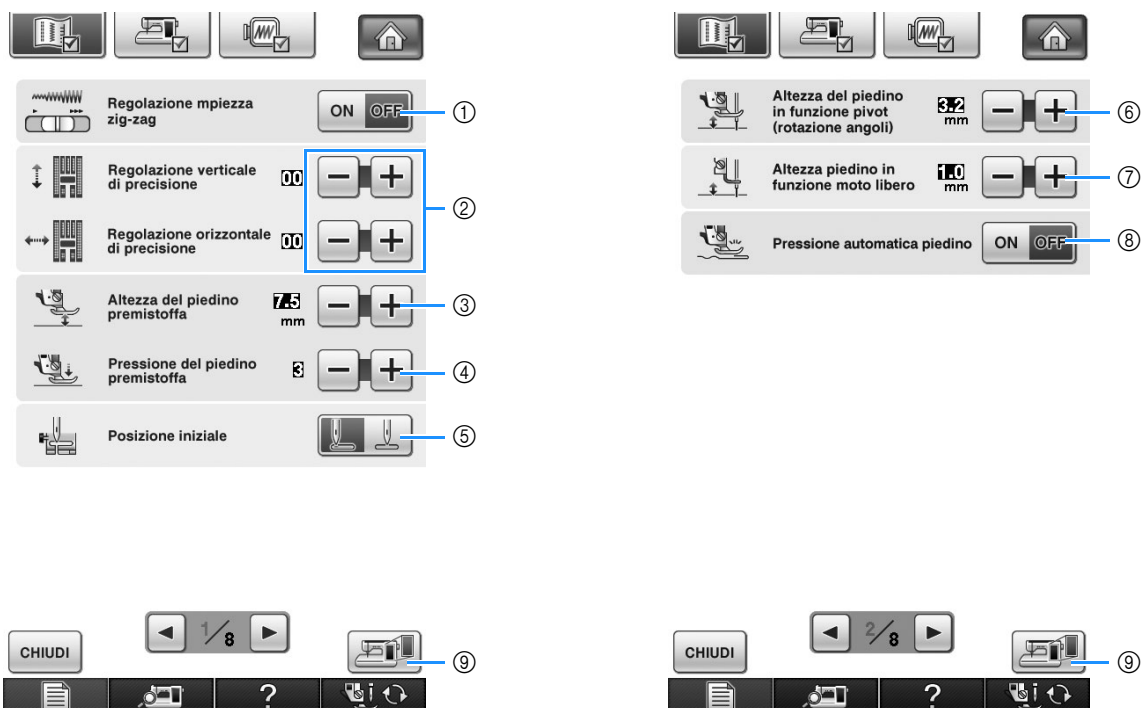 Regolazione mpiezza
zig-zag
ON OFF
①
Regolazione verticale
di precisione
00
②
Regolazione orizzontale
di precisione
00
Altezza del piedino
premistoffa
7.5
mm
③
Pressione del piedino
premistoffa
3
④
Posizione iniziale
⑤
CHIUDI
1/8
⑨
?
Altezza del piedino
in funzione pivot
(rotazione angoli)
3.2
mm
⑥
Altezza piedino in
funzione moto libero
1.0
mm
⑦
Pressione automatica piedino
ON OFF
⑧
CHIUDI
2/8
⑨
?